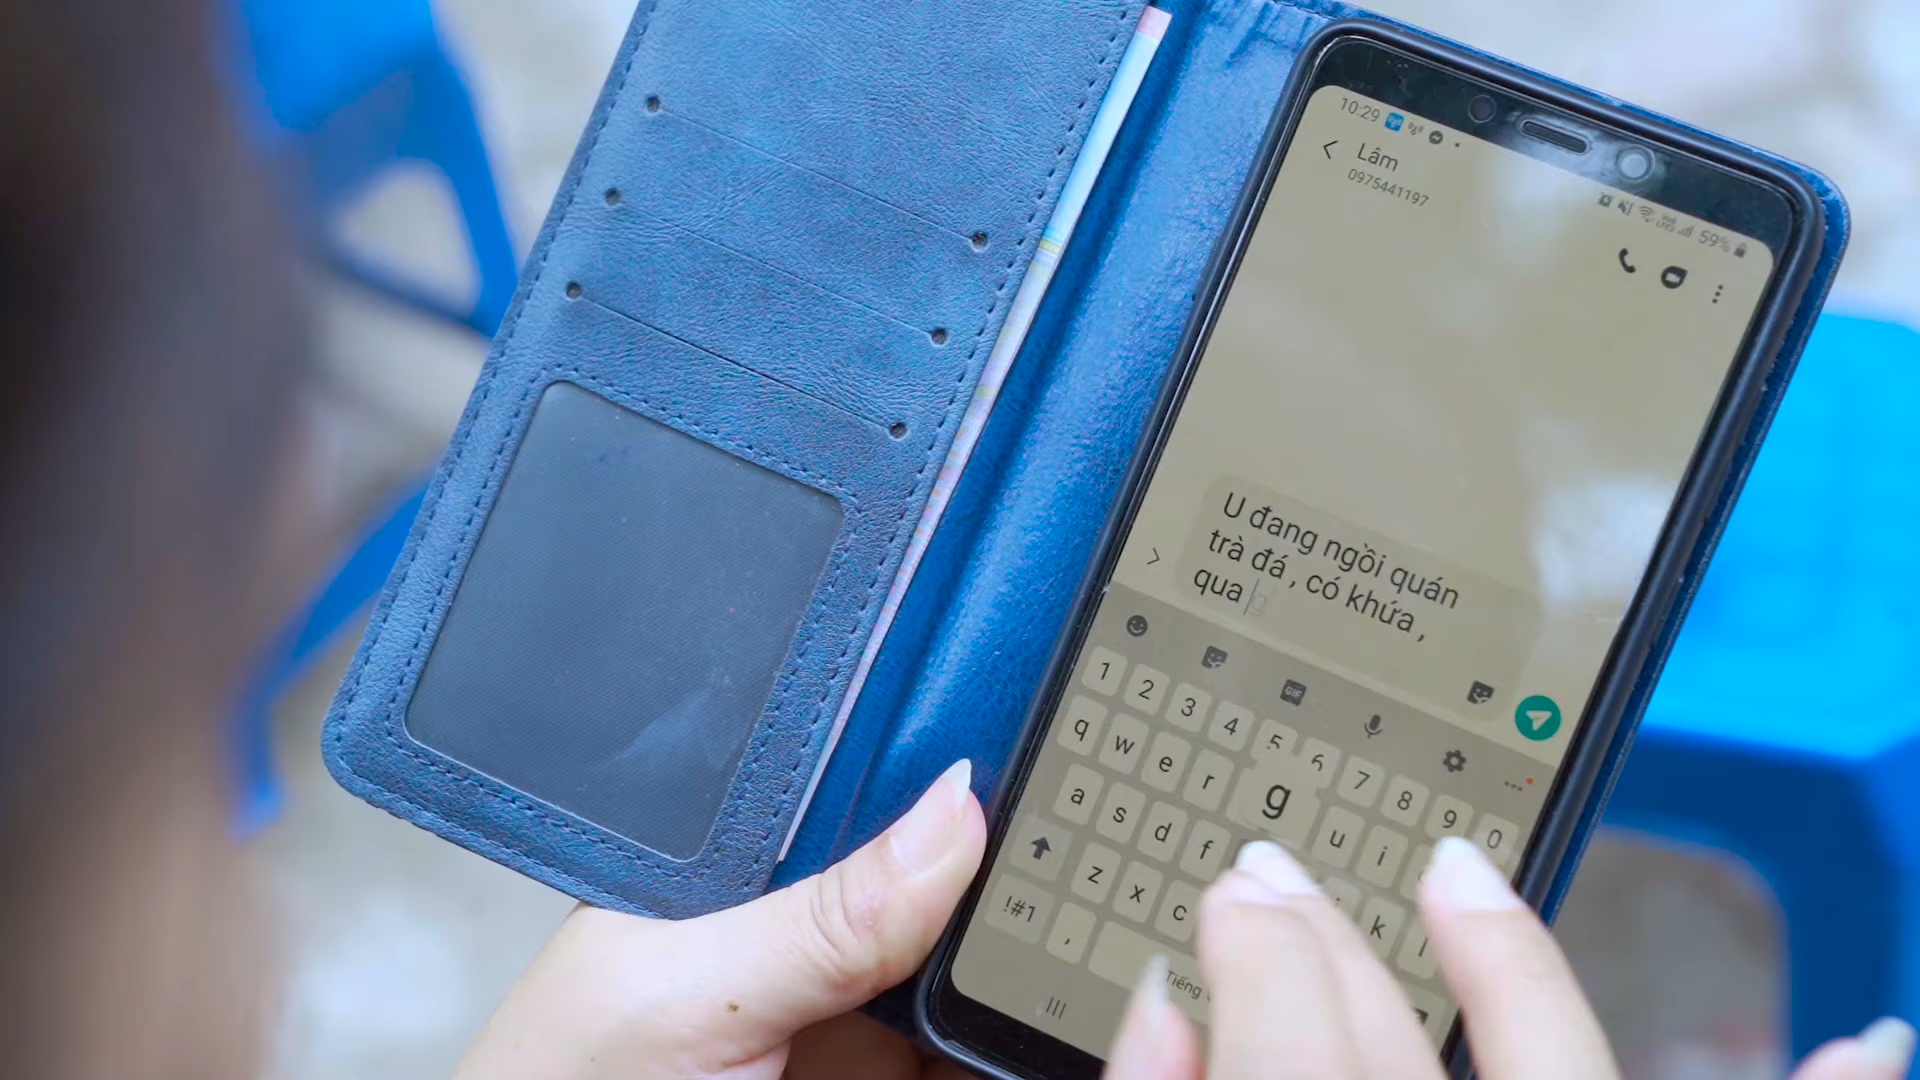 10:29
59%
Lâm
0975441197
U đang ngồi quán
trà đá , có khứa ,
qua g
GIF
1 2 3 4 5 6 7 8 9 0
q w e r u i
g
a s d f k l
z x c
!#1 ,
Tiếng